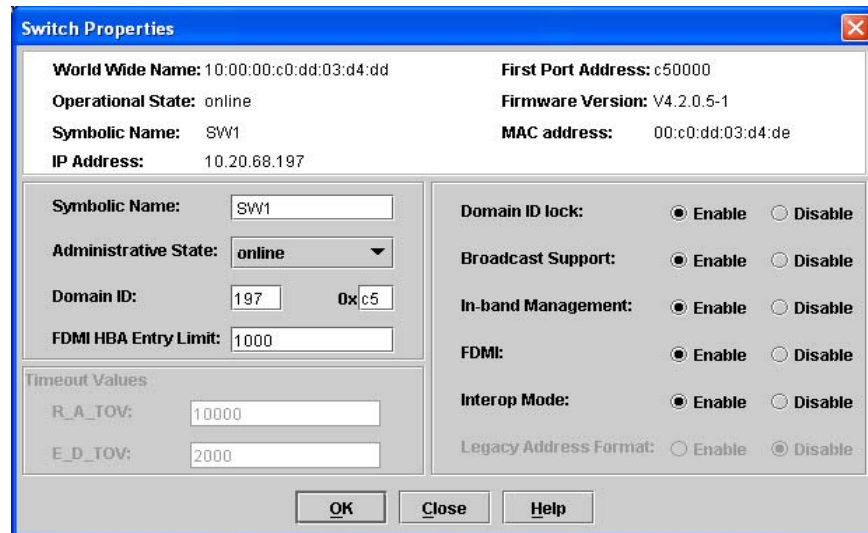 Switch Properties
World Wide Name: 10:00:00:c0:dd:03:d4:dd
First Port Address: c50000
Operational State: online
Firmware Version: V4.2.0.5-1
Symbolic Name: SW1
MAC address: 00:c0:dd:03:d4:de
IP Address: 10.20.68.197
Symbolic Name: SW1
Administrative State: online
Domain ID: 197 0x c5
FDMI HBA Entry Limit: 1000
Timeout Values
R_A_TOV: 10000
E_D_TOV: 2000
Domain ID lock: Enable Disable
Broadcast Support: Enable Disable
In-band Management: Enable Disable
FDMI: Enable Disable
Interop Mode: Enable Disable
Legacy Address Format: Enable Disable
OK Close Help